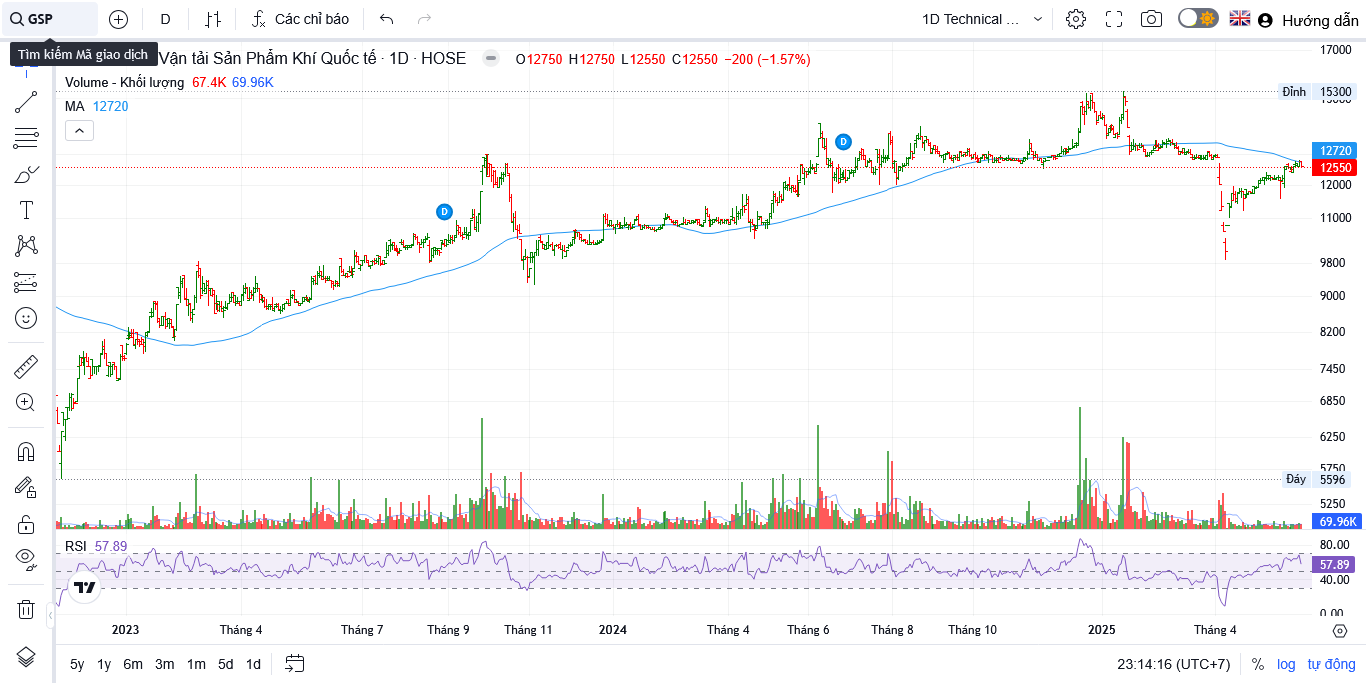 GSP D Các chỉ báo 1D Technical ... Hướng dẫn
Tìm kiếm Mã giao dịch
Vận tải Sản Phẩm Khí Quốc tế · 1D · HOSE O12750 H12750 L12550 C12550 −200 (−1.57%)
Volume - Khối lượng 67.4K 69.96K
MA 12720
17000
Đỉnh 15300
15000
12720
12550
12000
11000
9800
9000
8200
7450
6850
6250
5750
Đáy 5596
5250
69.96K
D
D
RSI 57.89
80.00
57.89
40.00
0.00
2023 Tháng 4 Tháng 7 Tháng 9 Tháng 11 2024 Tháng 4 Tháng 6 Tháng 8 Tháng 10 2025 Tháng 4
5y 1y 6m 3m 1m 5d 1d 23:14:16 (UTC+7) % log tự động